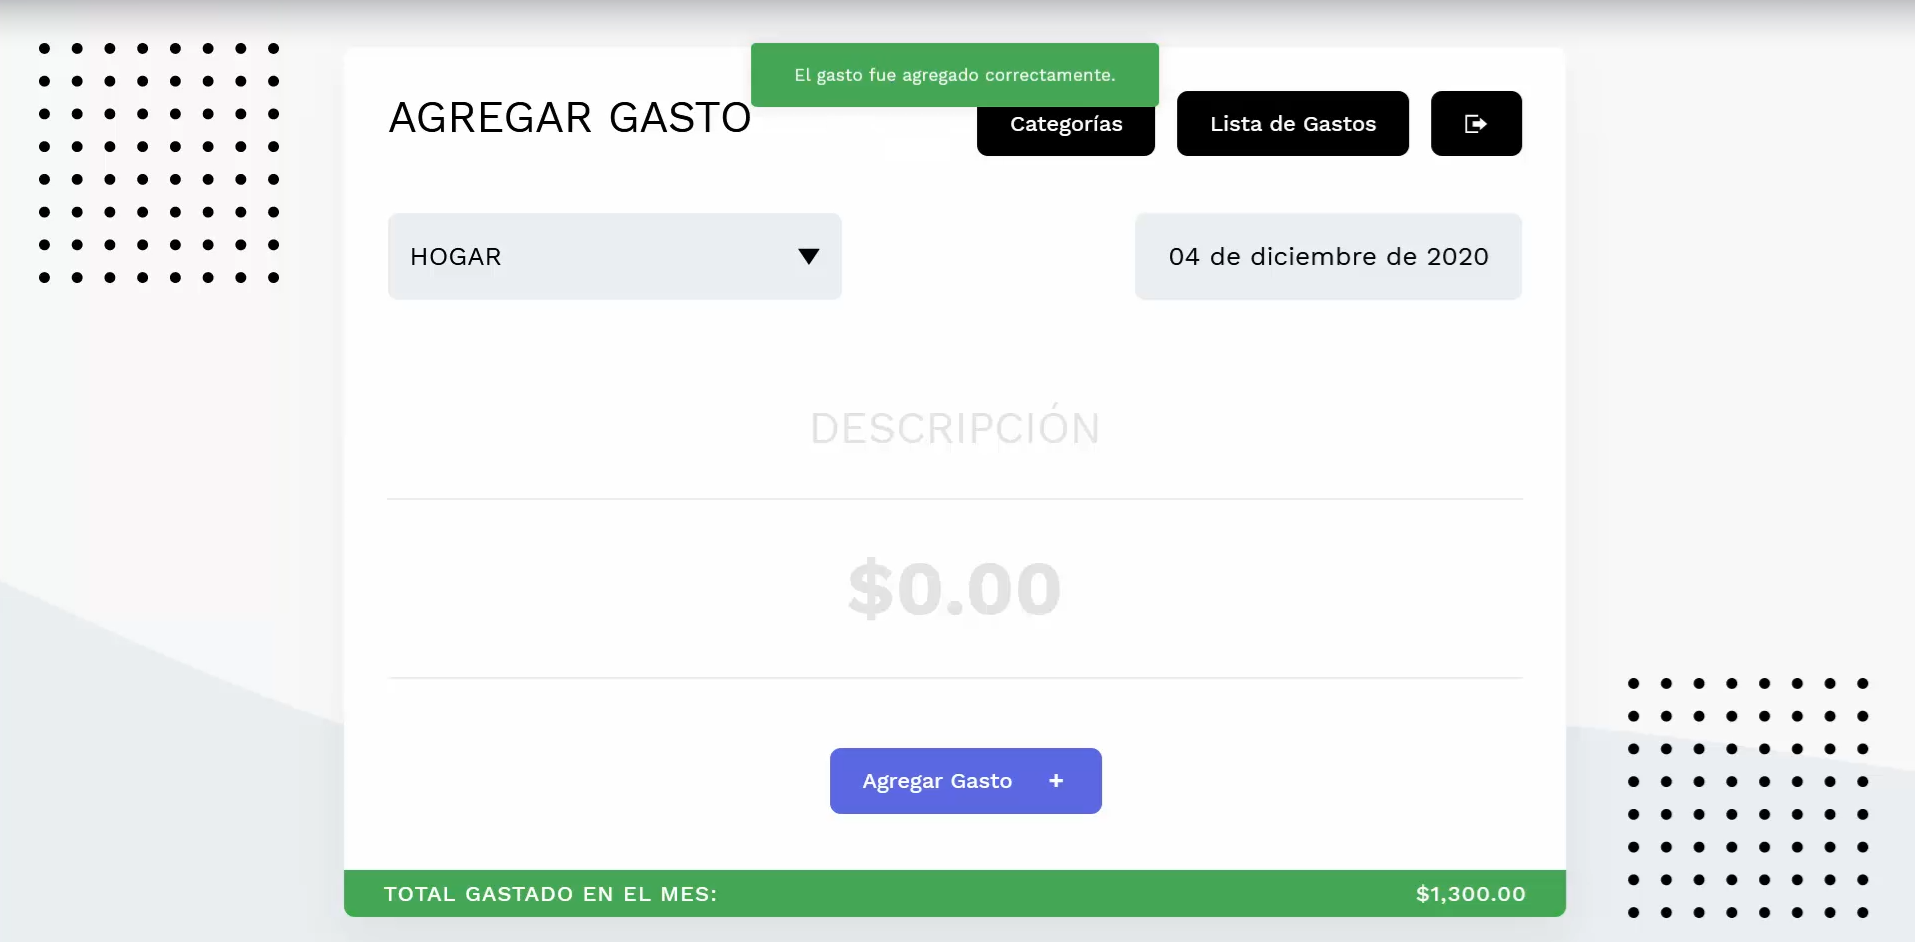 El gasto fue agregado correctamente.
AGREGAR GASTO
Categorías
Lista de Gastos
HOGAR
04 de diciembre de 2020
DESCRIPCIÓN
$0.00
Agregar Gasto +
TOTAL GASTADO EN EL MES: $1,300.00